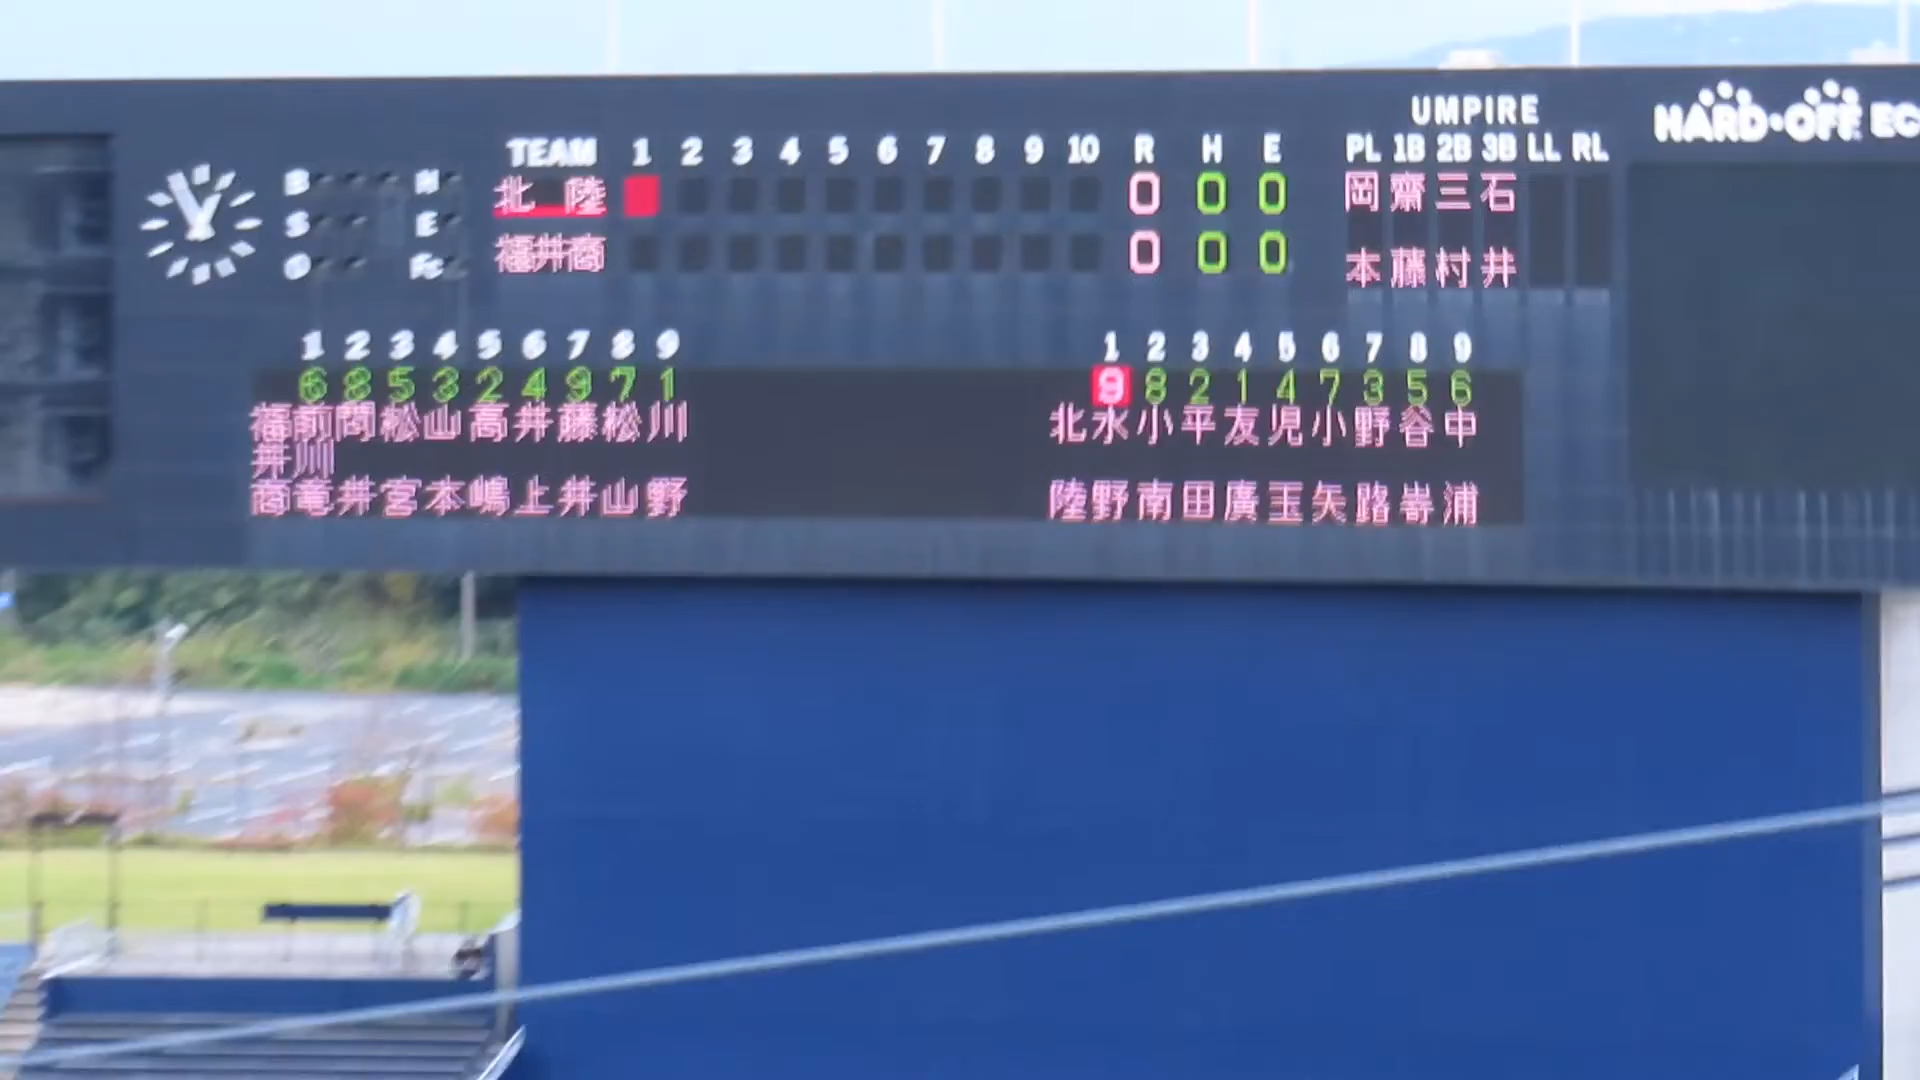 UMPIRE
HARD・OFF EC
TEAM 1 2 3 4 5 6 7 8 9 10 R H E PL 1B 2B 3B LL RL
B N
北陸 0 0 0 岡本 齋藤 三村 石井
S E
福井商 0 0 0
O Fc
1 2 3 4 5 6 7 8 9
6 8 5 3 2 4 9 7 1
福井商 前川竜 問井 松宮 山本 高嶋 井上 藤井 松山 川野
1 2 3 4 5 6 7 8 9
9 8 2 1 4 7 3 5 6
北陸 永野 小南 平田 友廣 児玉 小矢 野路 谷嵜 中浦